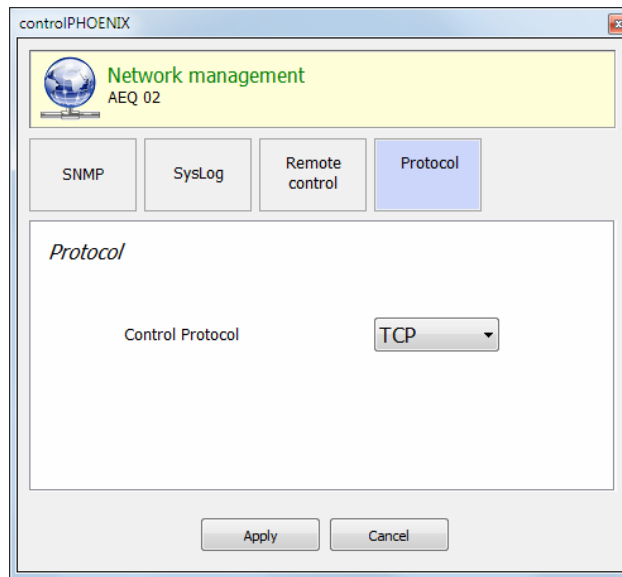 controlPHOENIX
Network management
AEQ 02
SNMP
SysLog
Remote
control
Protocol
Protocol
Control Protocol
TCP
Apply
Cancel